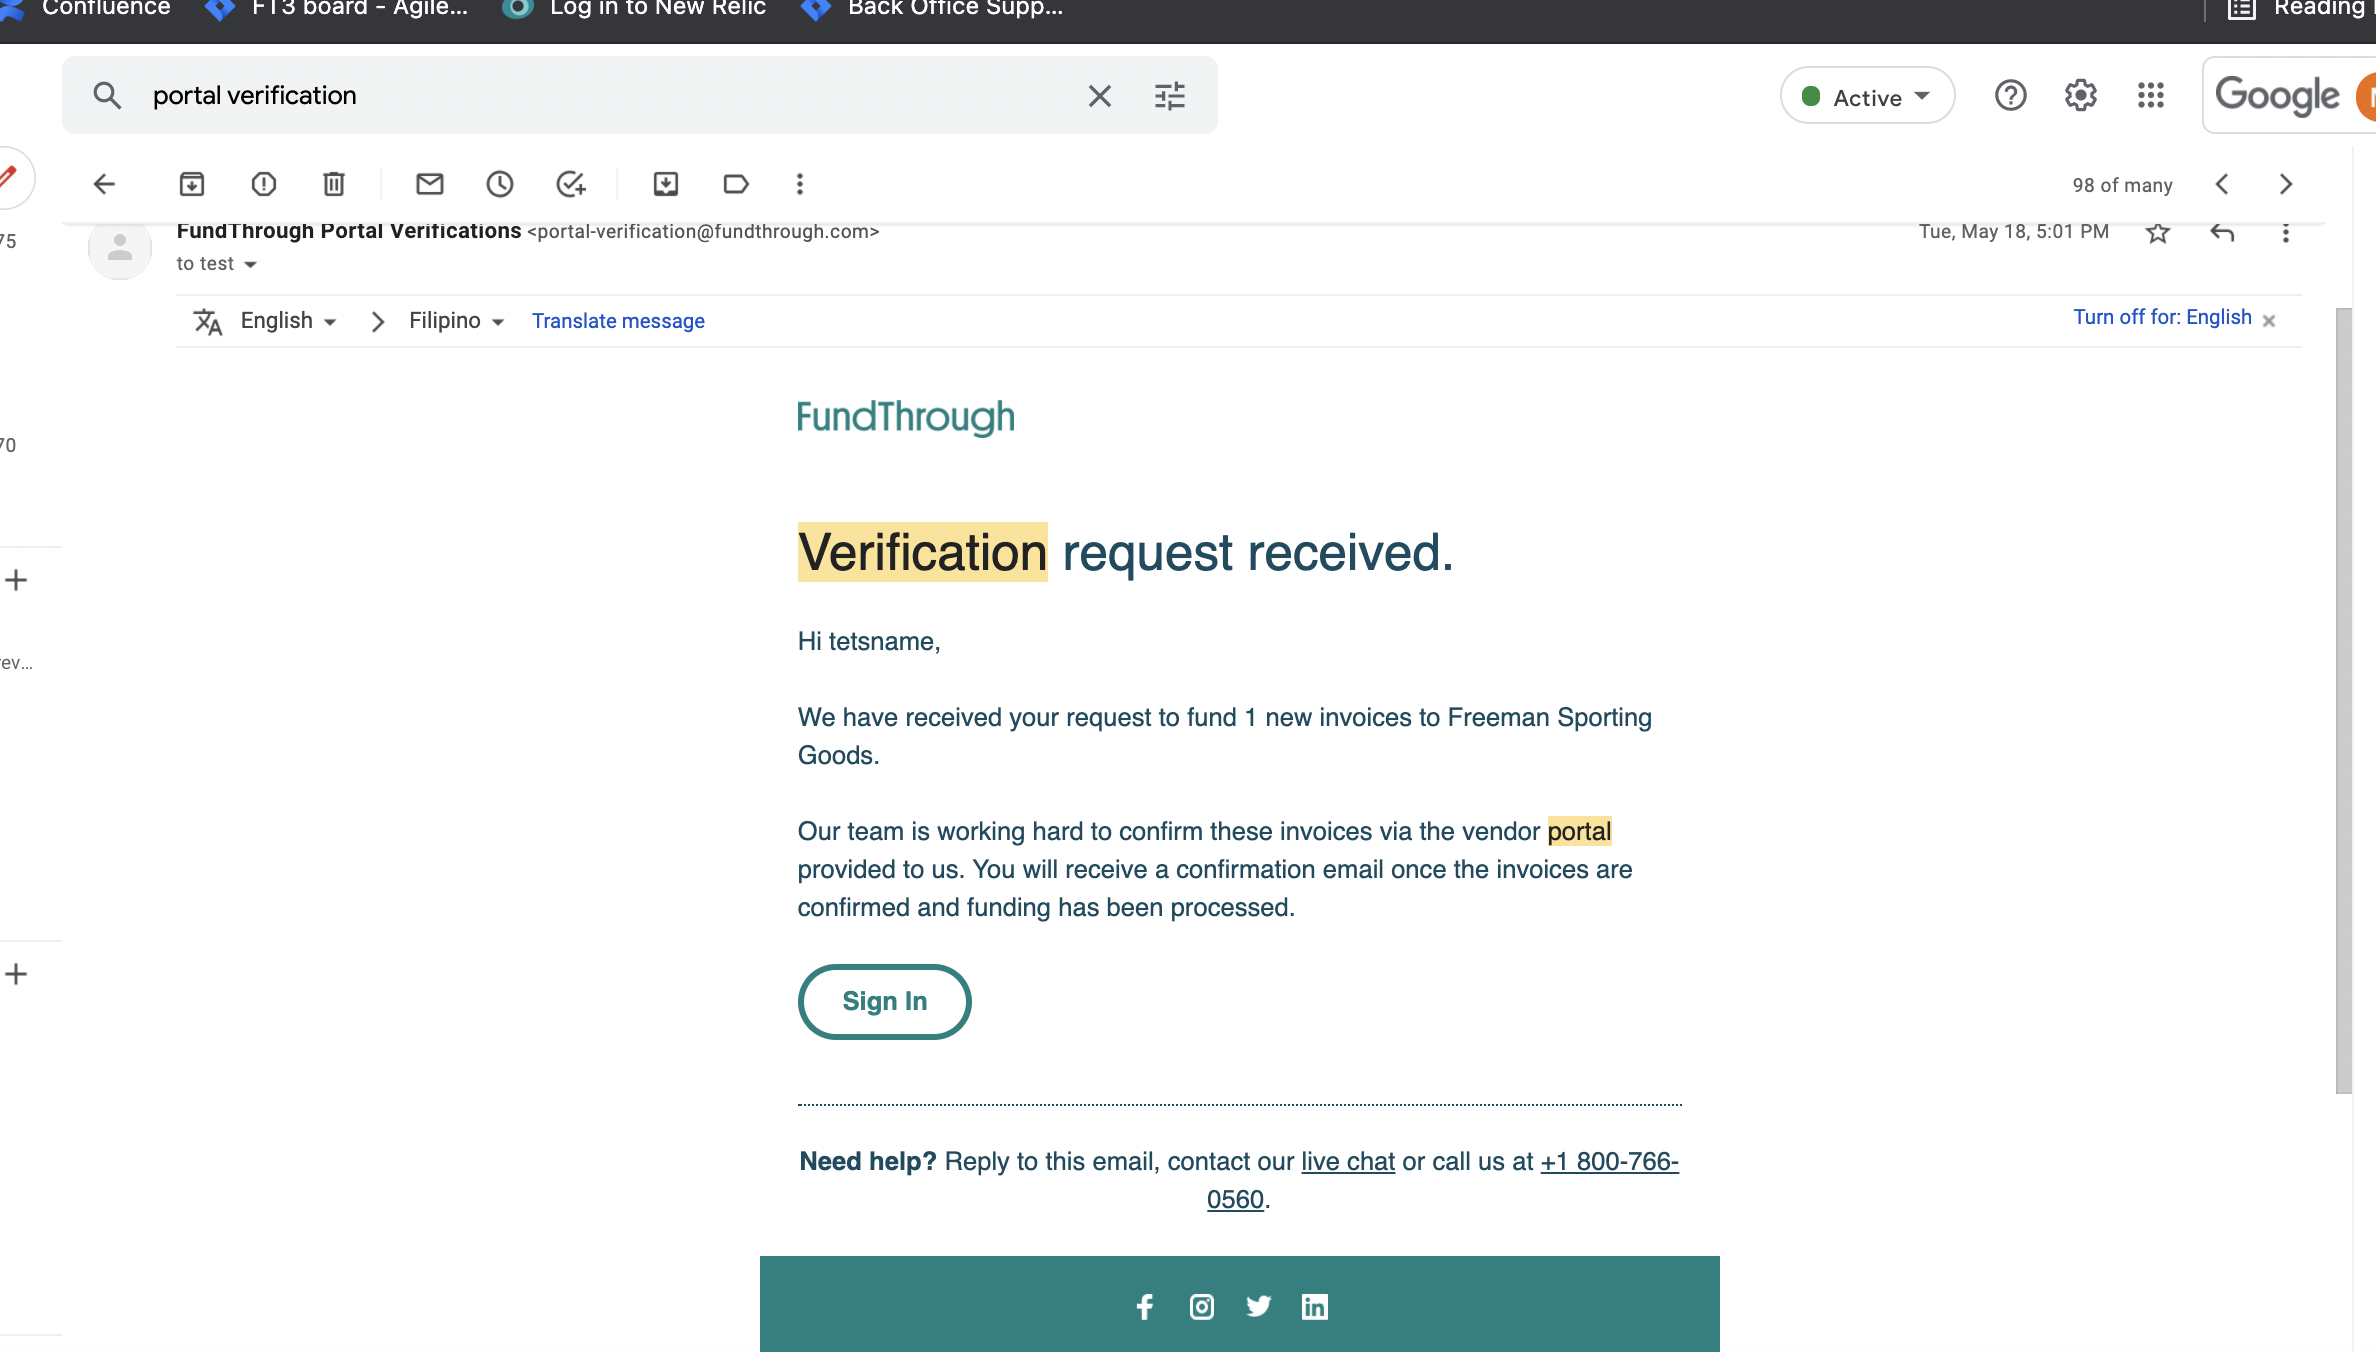 Confluence FT3 board - Agile... Log in to New Relic Back Office Supp... Reading
portal verification Active Google
98 of many
FundThrough Portal Verifications <portal-verification@fundthrough.com> Tue, May 18, 5:01 PM
75
to test
English Filipino Translate message Turn off for: English
FundThrough
70
Verification request received.
Hi tetsname,
ev...
We have received your request to fund 1 new invoices to Freeman Sporting
Goods.
Our team is working hard to confirm these invoices via the vendor portal
provided to us. You will receive a confirmation email once the invoices are
confirmed and funding has been processed.
Sign In
Need help? Reply to this email, contact our live chat or call us at +1 800-766-
0560.